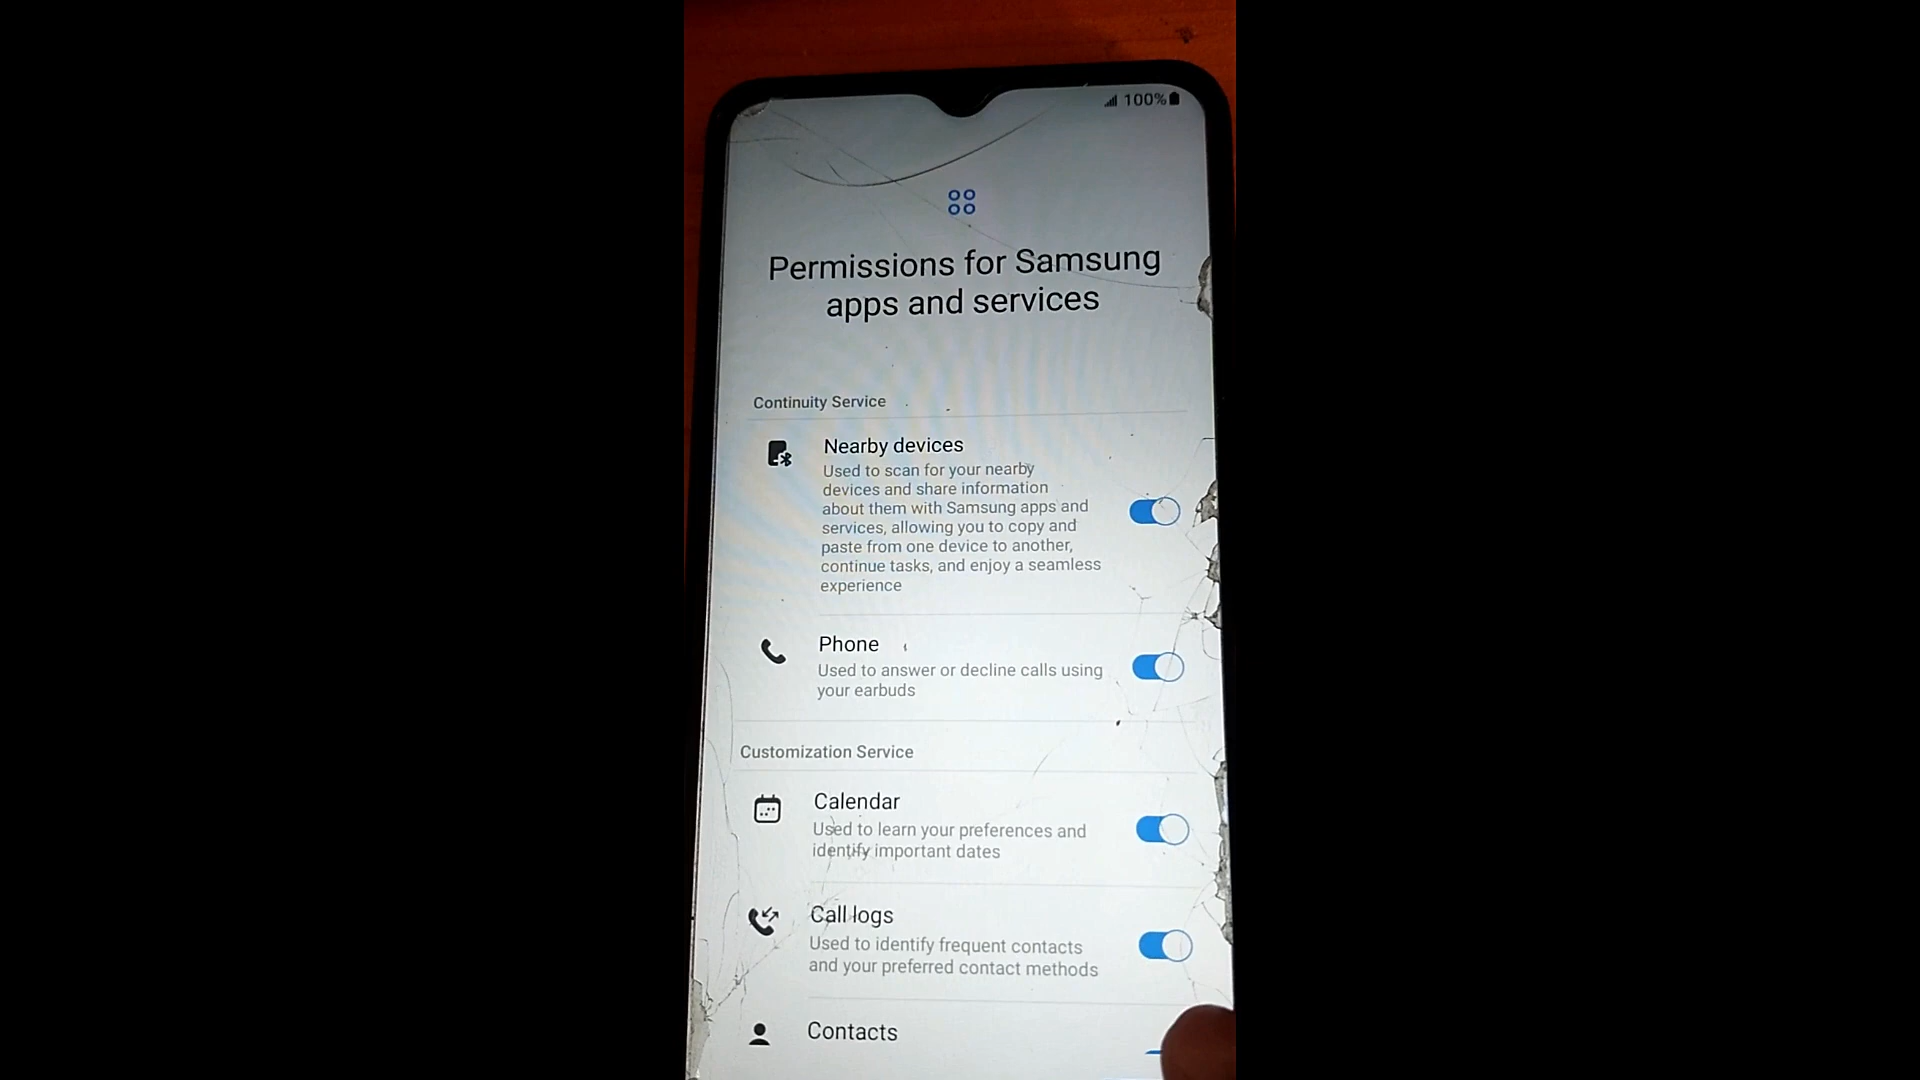 100%
Permissions for Samsung
apps and services
Continuity Service
Nearby devices
Used to scan for your nearby
devices and share information
about them with Samsung apps and
services, allowing you to copy and
paste from one device to another,
continue tasks, and enjoy a seamless
experience
Phone
Used to answer or decline calls using
your earbuds
Customization Service
Calendar
Used to learn your preferences and
identify important dates
Call logs
Used to identify frequent contacts
and your preferred contact methods
Contacts